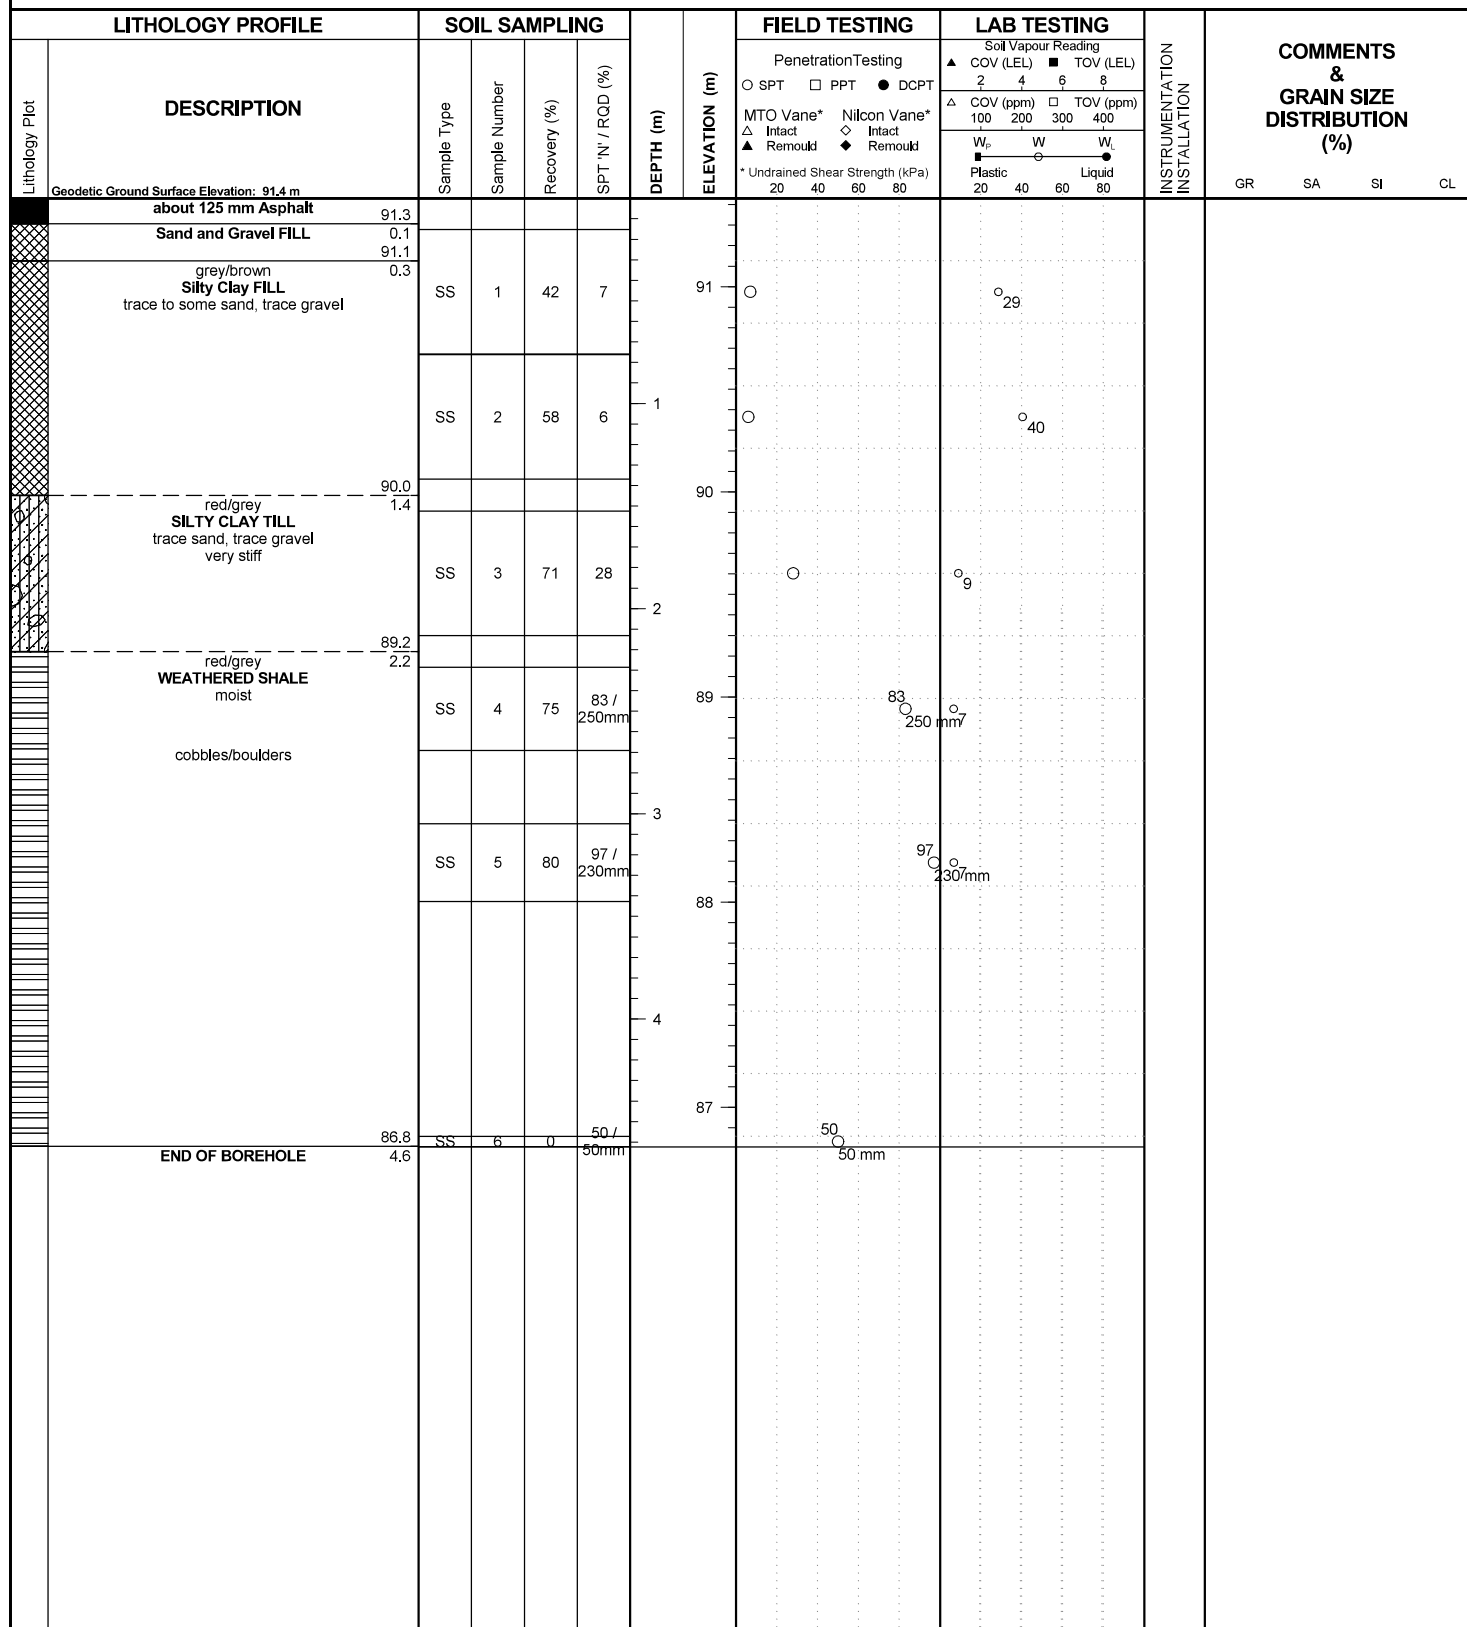 LITHOLOGY PROFILE
SOIL SAMPLING
FIELD TESTING
LAB TESTING
Lithology Plot
DESCRIPTION
Geodetic Ground Surface Elevation: 91.4 m
Sample Type
Sample Number
Recovery (%)
SPT 'N' / RQD (%)
DEPTH (m)
ELEVATION (m)
PenetrationTesting
SPT PPT DCPT
MTO Vane* Nilcon Vane*
Intact Intact
Remould Remould
* Undrained Shear Strength (kPa)
20 40 60 80
Soil Vapour Reading
COV (LEL) TOV (LEL)
2 4 6 8
COV (ppm) TOV (ppm)
100 200 300 400
WP W WL
Plastic Liquid
20 40 60 80
INSTRUMENTATION
INSTALLATION
COMMENTS
&
GRAIN SIZE
DISTRIBUTION
(%)
GR SA SI CL
about 125 mm Asphalt 91.3
Sand and Gravel FILL 0.1
91.1
grey/brown 0.3
Silty Clay FILL
trace to some sand, trace gravel
SS 1 42 7
91
29
SS 2 58 6
1
40
90.0
90
red/grey 1.4
SILTY CLAY TILL
trace sand, trace gravel
very stiff
SS 3 71 28
9
2
89.2
red/grey 2.2
WEATHERED SHALE
moist
SS 4 75 83 /
250mm
89
83
250 mm
7
cobbles/boulders
3
SS 5 80 97 /
230mm
97
230 mm
7
88
4
87
86.8
SS 6 0 50 /
50mm
50
50 mm
END OF BOREHOLE 4.6